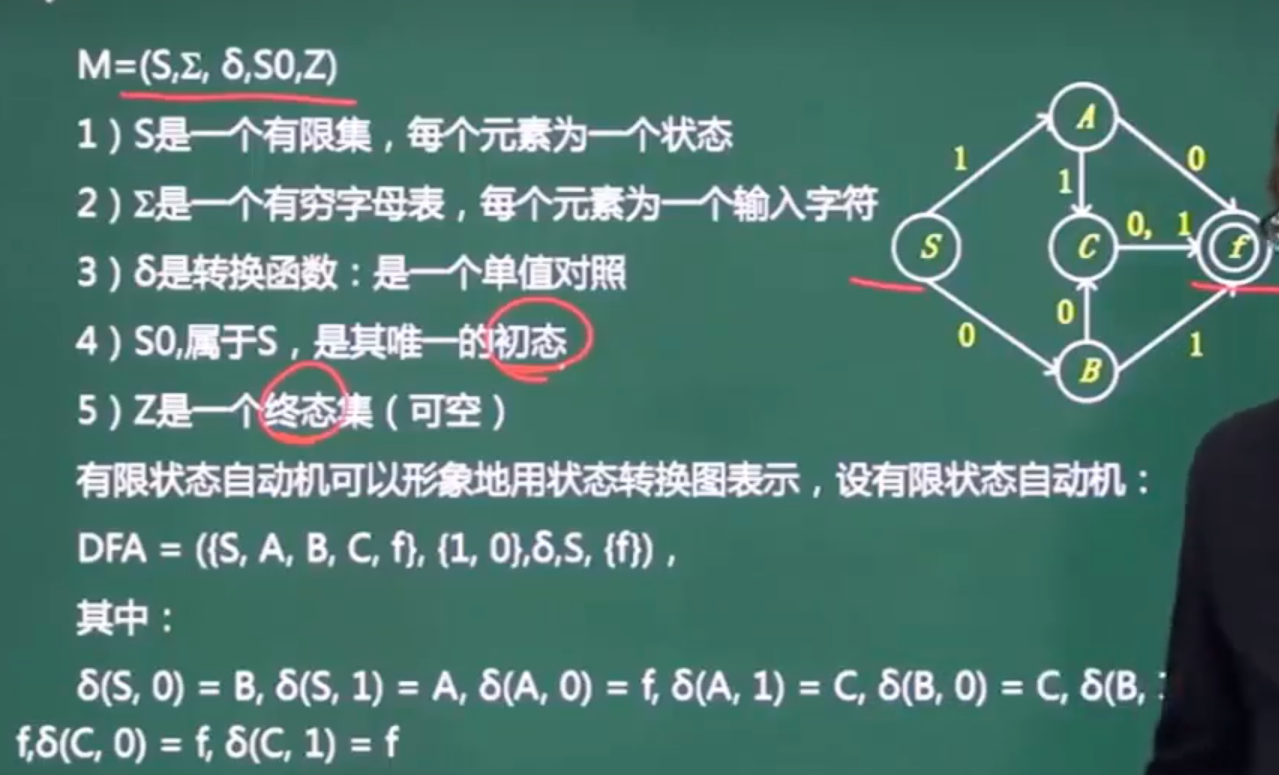 M=(S,Σ, δ,S0,Z)
1）S是一个有限集，每个元素为一个状态
2）Σ是一个有穷字母表，每个元素为一个输入字符
3）δ是转换函数：是一个单值对照
4）S0,属于S，是其唯一的初态
5）Z是一个终态集（可空）
有限状态自动机可以形象地用状态转换图表示，设有限状态自动机：
DFA = ({S, A, B, C, f}, {1, 0},δ,S, {f})，
其中：
δ(S, 0) = B, δ(S, 1) = A, δ(A, 0) = f, δ(A, 1) = C, δ(B, 0) = C, δ(B,
f,δ(C, 0) = f, δ(C, 1) = f
A
1
0
1
S
C
0, 1
f
0
0
1
B